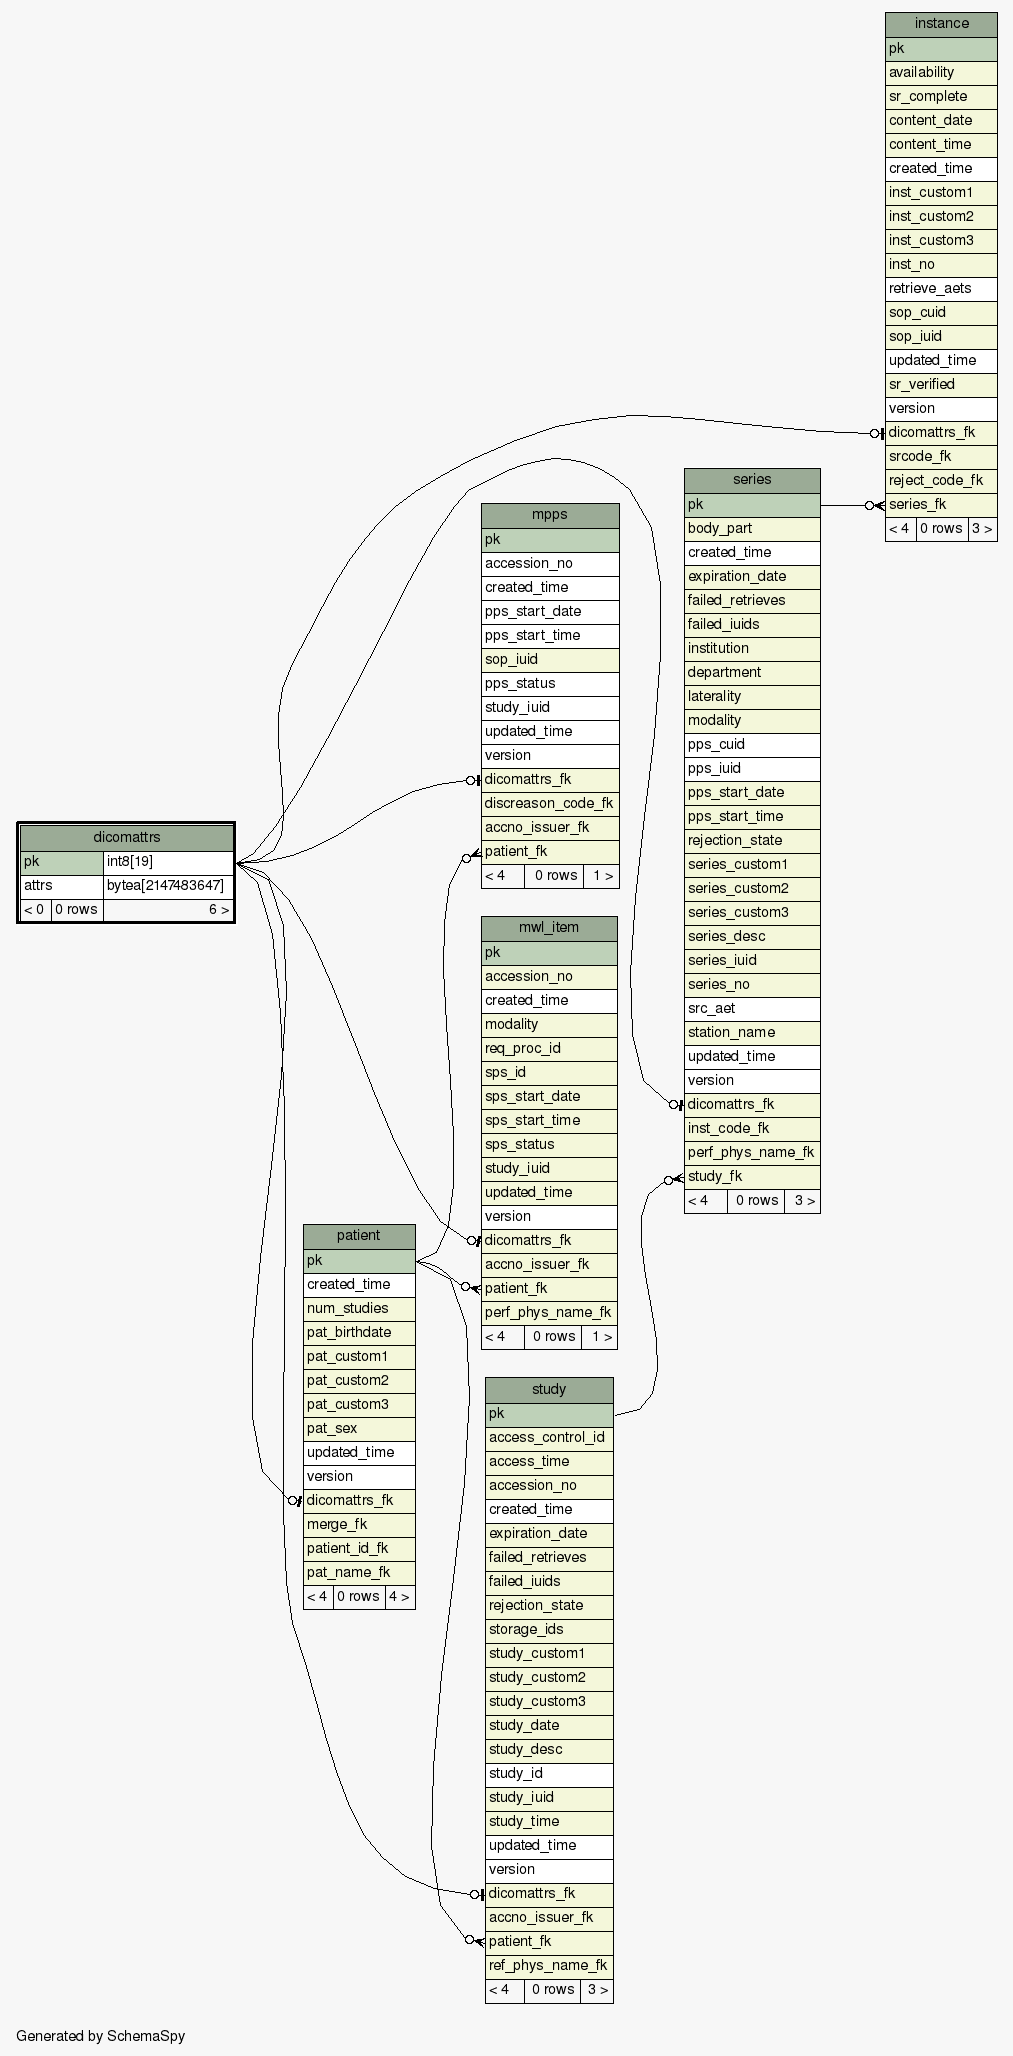 instance
pk
availability
sr_complete
content_date
content_time
created_time
inst_custom1
inst_custom2
inst_custom3
inst_no
retrieve_aets
sop_cuid
sop_iuid
updated_time
sr_verified
version
dicomattrs_fk
srcode_fk
reject_code_fk
series_fk
< 4 0 rows 3 >
series
pk
body_part
created_time
expiration_date
failed_retrieves
failed_iuids
institution
department
laterality
modality
pps_cuid
pps_iuid
pps_start_date
pps_start_time
rejection_state
series_custom1
series_custom2
series_custom3
series_desc
series_iuid
series_no
src_aet
station_name
updated_time
version
dicomattrs_fk
inst_code_fk
perf_phys_name_fk
study_fk
< 4 0 rows 3 >
mpps
pk
accession_no
created_time
pps_start_date
pps_start_time
sop_iuid
pps_status
study_iuid
updated_time
version
dicomattrs_fk
discreason_code_fk
accno_issuer_fk
patient_fk
< 4 0 rows 1 >
dicomattrs
pk int8[19]
attrs bytea[2147483647]
< 0 0 rows 6 >
mwl_item
pk
accession_no
created_time
modality
req_proc_id
sps_id
sps_start_date
sps_start_time
sps_status
study_iuid
updated_time
version
dicomattrs_fk
accno_issuer_fk
patient_fk
perf_phys_name_fk
< 4 0 rows 1 >
patient
pk
created_time
num_studies
pat_birthdate
pat_custom1
pat_custom2
pat_custom3
pat_sex
updated_time
version
dicomattrs_fk
merge_fk
patient_id_fk
pat_name_fk
< 4 0 rows 4 >
study
pk
access_control_id
access_time
accession_no
created_time
expiration_date
failed_retrieves
failed_iuids
rejection_state
storage_ids
study_custom1
study_custom2
study_custom3
study_date
study_desc
study_id
study_iuid
study_time
updated_time
version
dicomattrs_fk
accno_issuer_fk
patient_fk
ref_phys_name_fk
< 4 0 rows 3 >
Generated by SchemaSpy